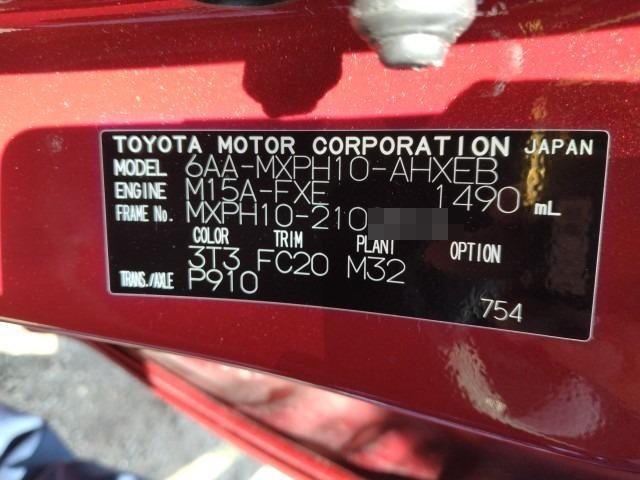 TOYOTA MOTOR CORPORATION JAPAN
MODEL 6AA-MXPH10-AHXEB
ENGINE M15A-FXE 1490 mL
FRAME No. MXPH10-210
COLOR TRIM PLANT OPTION
3T3 FC20 M32
TRANS./AXLE P910
754